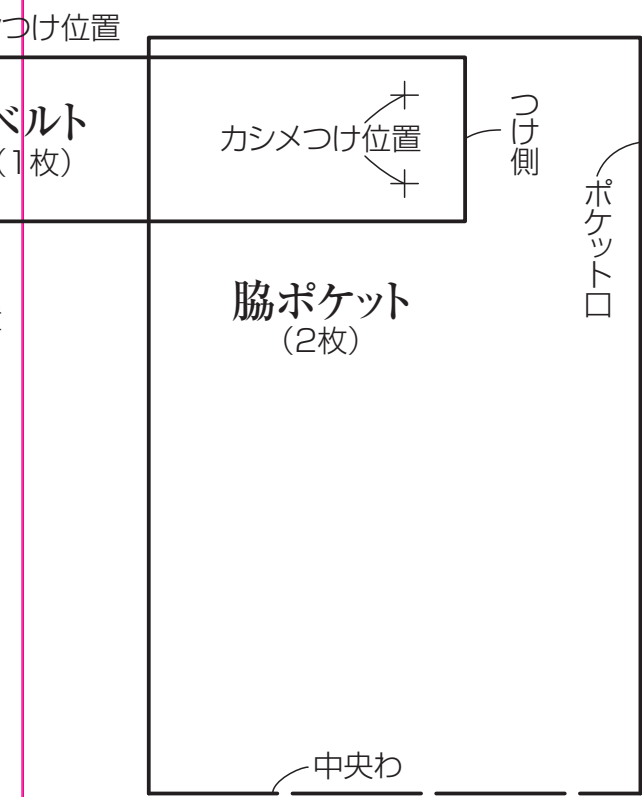 つけ位置
ベルト
(1枚)
カシメつけ位置
つけ側
ポケット口
脇ポケット
(2枚)
中央わ